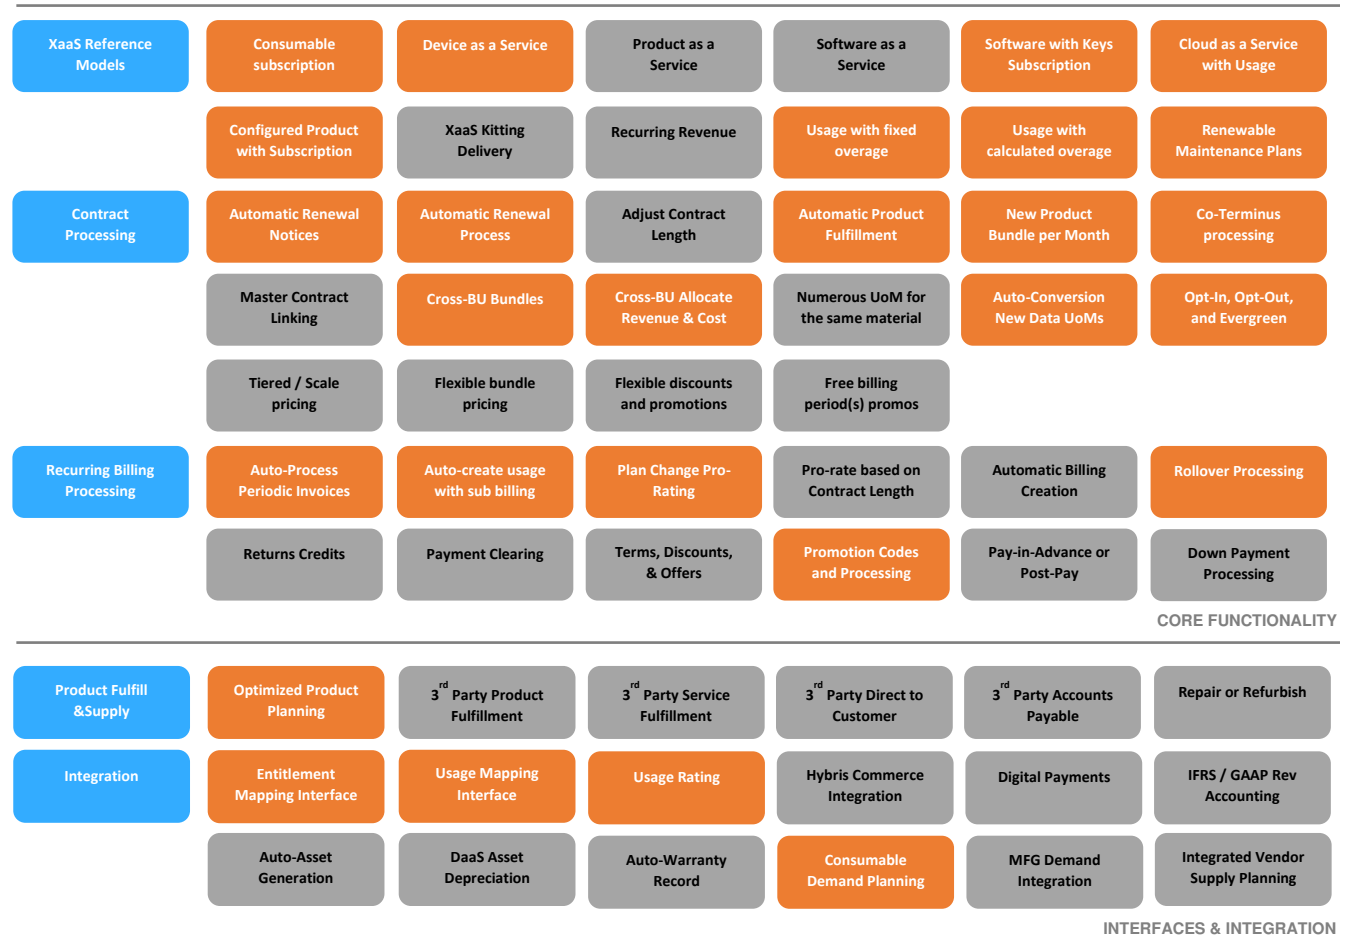 XaaS Reference
Models
Consumable
subscription
Device as a Service
Product as a
Service
Software as a
Service
Software with Keys
Subscription
Cloud as a Service
with Usage
Configured Product
with Subscription
XaaS Kitting
Delivery
Recurring Revenue
Usage with fixed
overage
Usage with
calculated overage
Renewable
Maintenance Plans
Contract
Processing
Automatic Renewal
Notices
Automatic Renewal
Process
Adjust Contract
Length
Automatic Product
Fulfillment
New Product
Bundle per Month
Co-Terminus
processing
Master Contract
Linking
Cross-BU Bundles
Cross-BU Allocate
Revenue & Cost
Numerous UoM for
the same material
Auto-Conversion
New Data UoMs
Opt-In, Opt-Out,
and Evergreen
Tiered / Scale
pricing
Flexible bundle
pricing
Flexible discounts
and promotions
Free billing
period(s) promos
Recurring Billing
Processing
Auto-Process
Periodic Invoices
Auto-create usage
with sub billing
Plan Change Pro-
Rating
Pro-rate based on
Contract Length
Automatic Billing
Creation
Rollover Processing
Returns Credits
Payment Clearing
Terms, Discounts,
& Offers
Promotion Codes
and Processing
Pay-in-Advance or
Post-Pay
Down Payment
Processing
CORE FUNCTIONALITY
Product Fulfill
&Supply
Optimized Product
Planning
3rd Party Product
Fulfillment
3rd Party Service
Fulfillment
3rd Party Direct to
Customer
3rd Party Accounts
Payable
Repair or Refurbish
Integration
Entitlement
Mapping Interface
Usage Mapping
Interface
Usage Rating
Hybris Commerce
Integration
Digital Payments
IFRS / GAAP Rev
Accounting
Auto-Asset
Generation
DaaS Asset
Depreciation
Auto-Warranty
Record
Consumable
Demand Planning
MFG Demand
Integration
Integrated Vendor
Supply Planning
INTERFACES & INTEGRATION